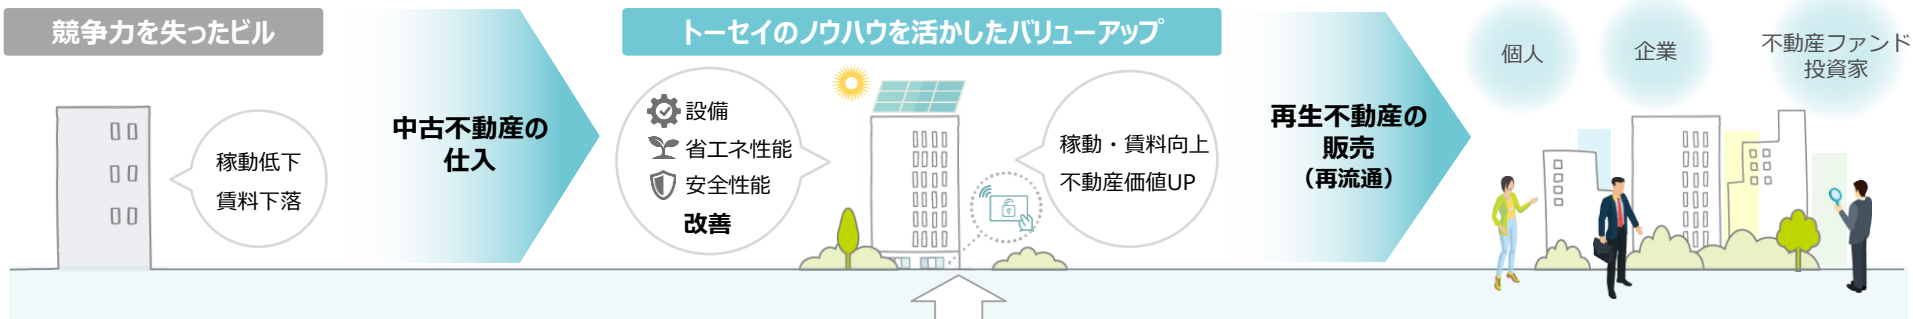 競争力を失ったビル
稼動低下
賃料下落
中古不動産の
仕入
トーセイのノウハウを活かしたバリューアップ
設備
省エネ性能
安全性能
改善
稼動・賃料向上
不動産価値UP
再生不動産の
販売
（再流通）
個人
企業
不動産ファンド
投資家